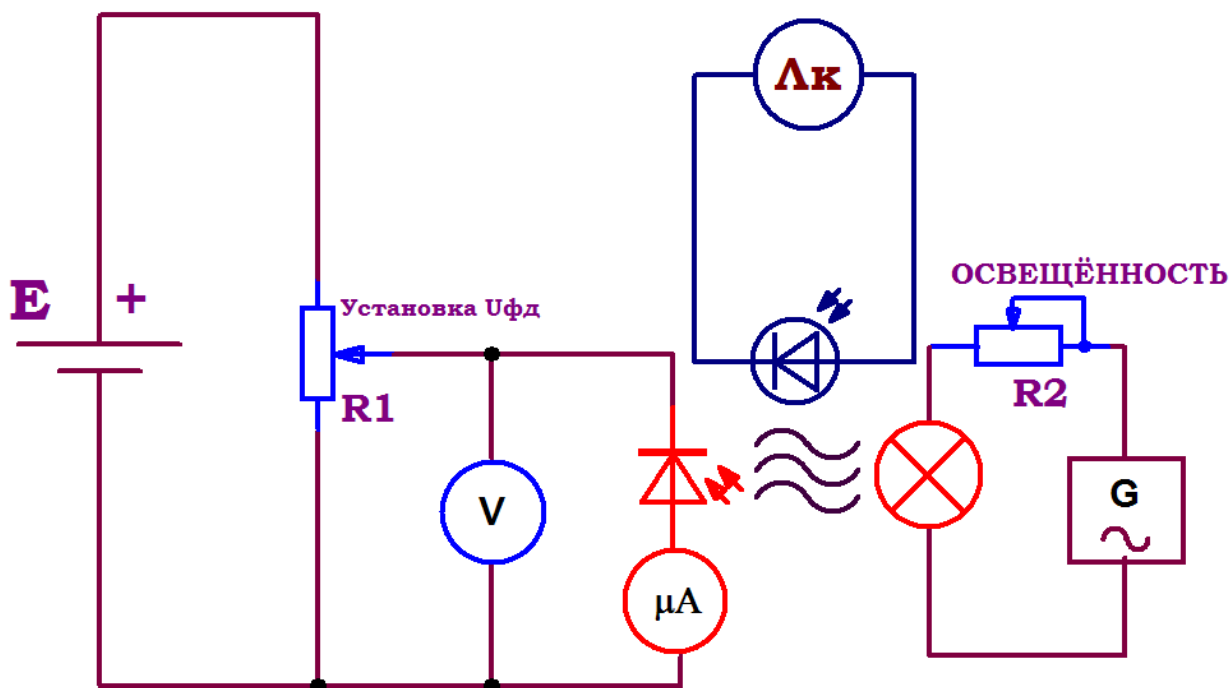 Λк
ОСВЕЩЁННОСТЬ
E
+
Установка Uфд
R1
R2
V
G
μA